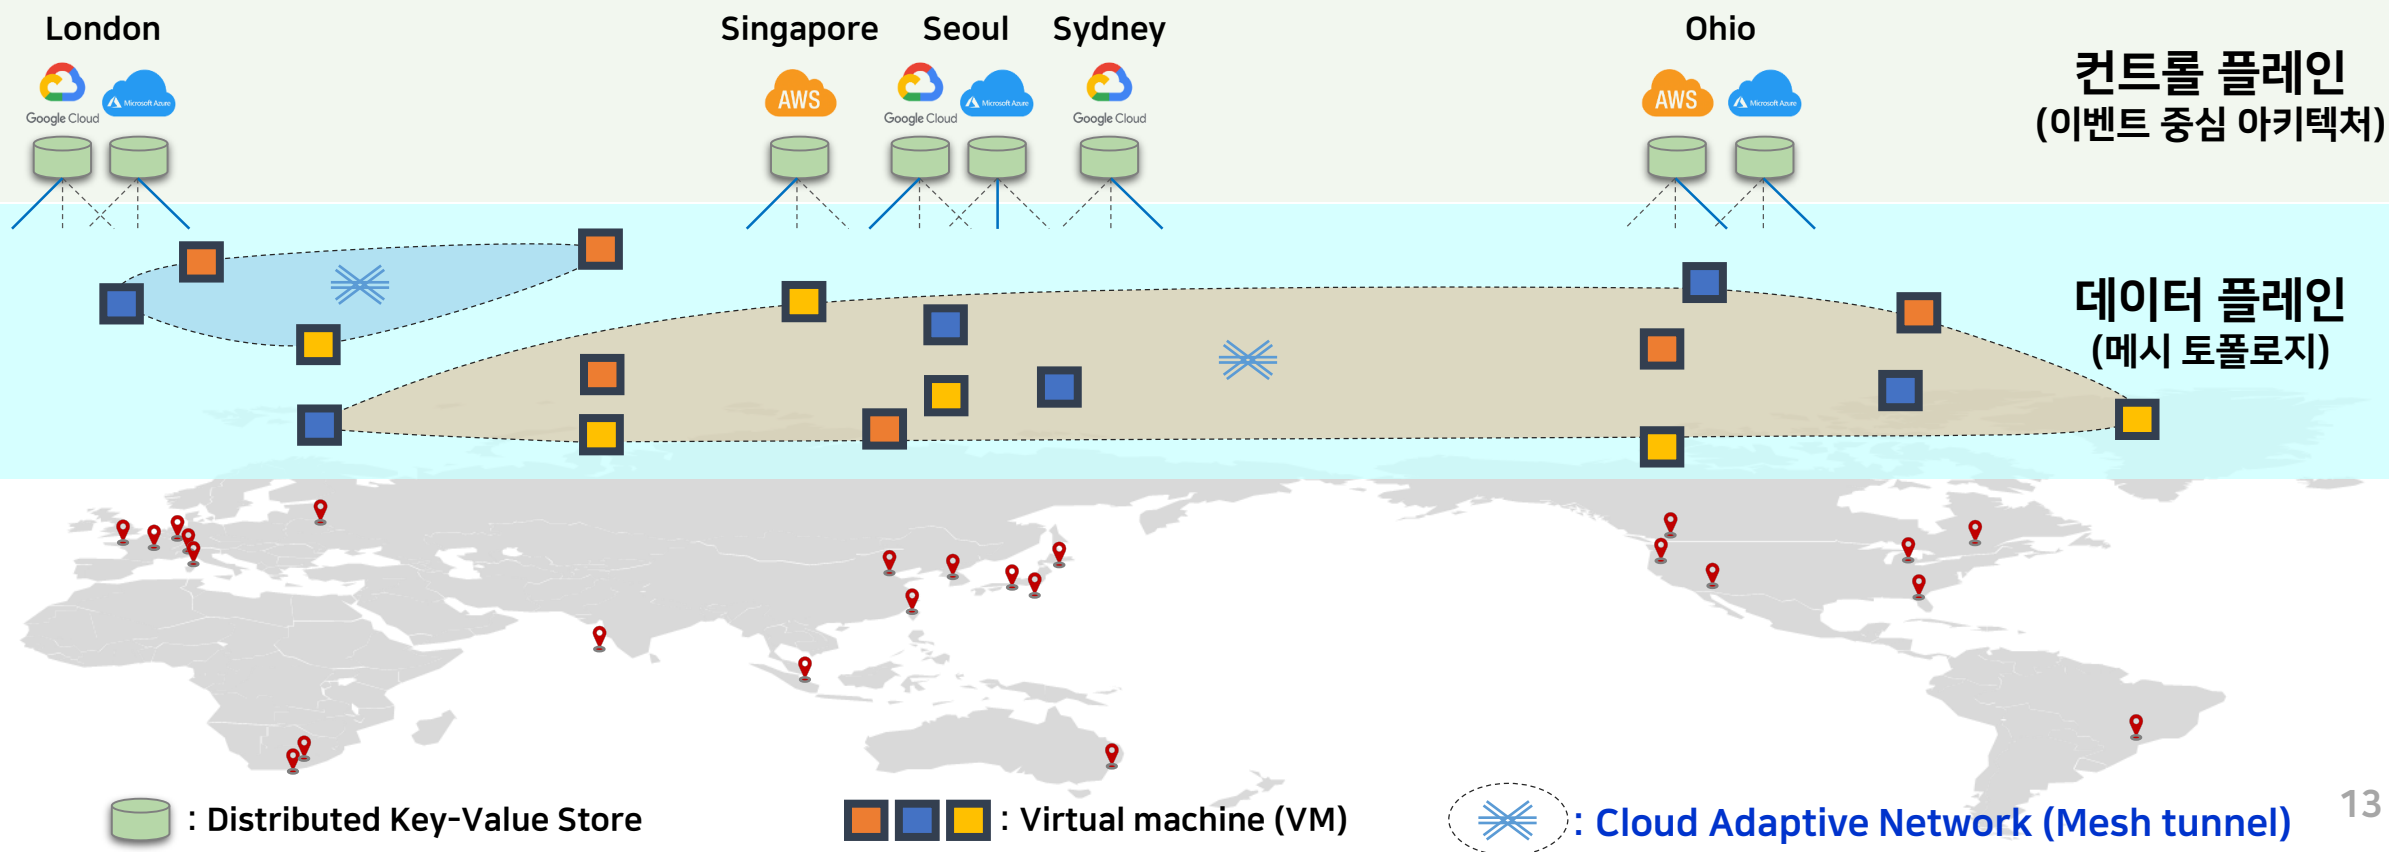 London
Singapore
Seoul
Sydney
Ohio
Google Cloud
Microsoft Azure
AWS
Google Cloud
Microsoft Azure
Google Cloud
AWS
Microsoft Azure
컨트롤 플레인
(이벤트 중심 아키텍처)
데이터 플레인
(메시 토폴로지)
: Distributed Key-Value Store
: Virtual machine (VM)
: Cloud Adaptive Network (Mesh tunnel)
13